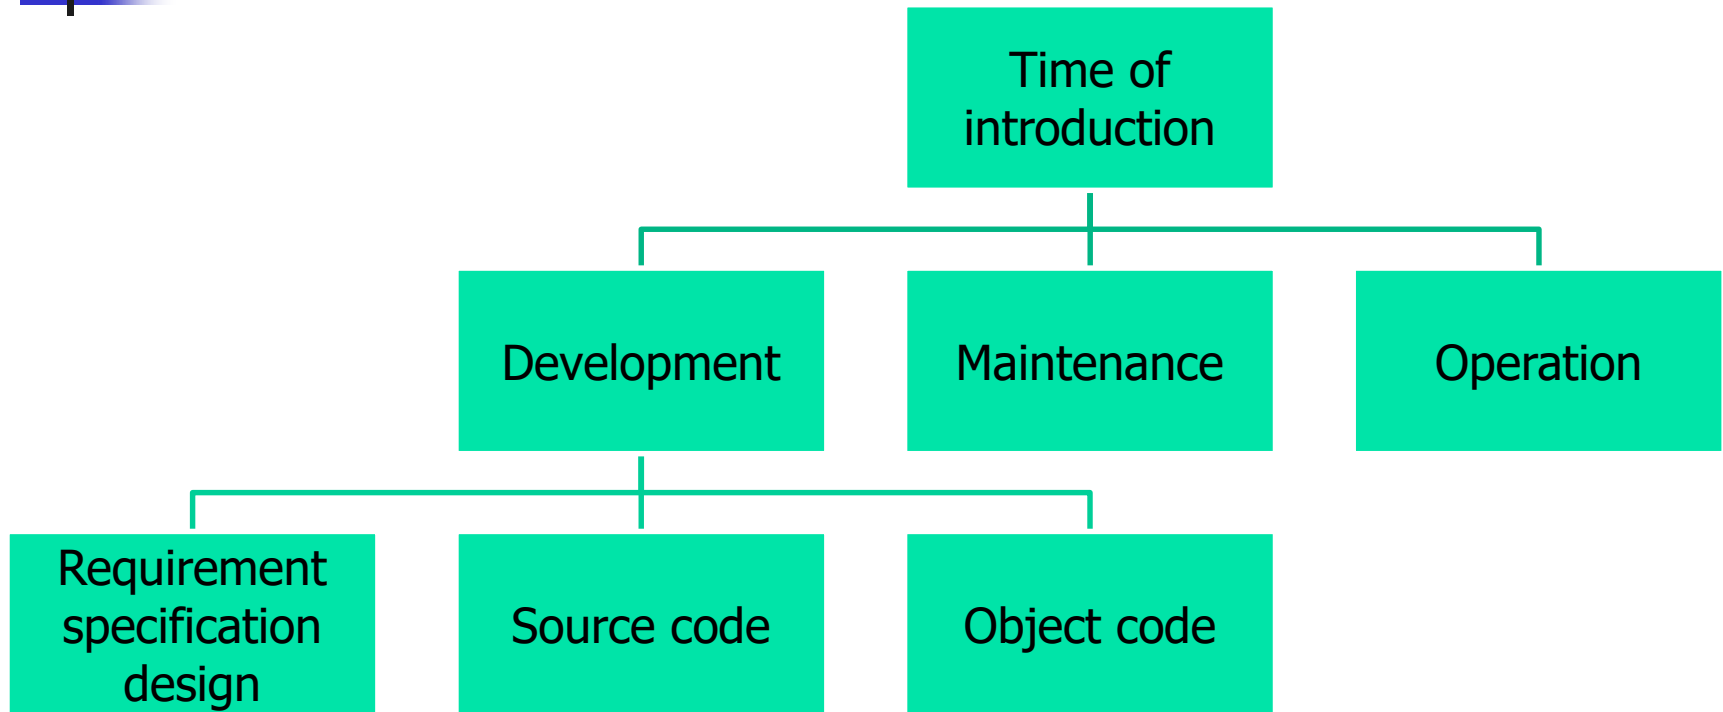 Time of
introduction
Development
Maintenance
Operation
Requirement
specification
design
Source code
Object code